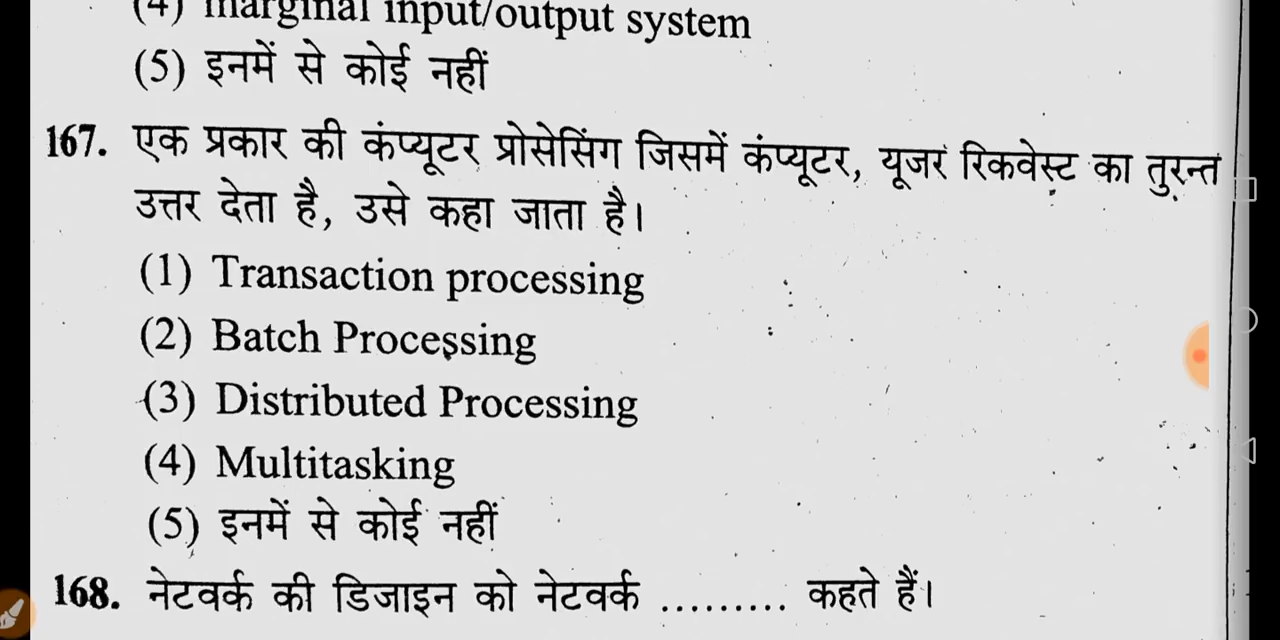 (4) marginal input/output system
(5) इनमें से कोई नहीं
167. एक प्रकार की कंप्यूटर प्रोसेसिंग जिसमें कंप्यूटर, यूजर रिकवेस्ट का तुरन्त
उत्तर देता है, उसे कहा जाता है।
(1) Transaction processing
(2) Batch Processing
(3) Distributed Processing
(4) Multitasking
(5) इनमें से कोई नहीं
168. नेटवर्क की डिजाइन को नेटवर्क ......... कहते हैं।